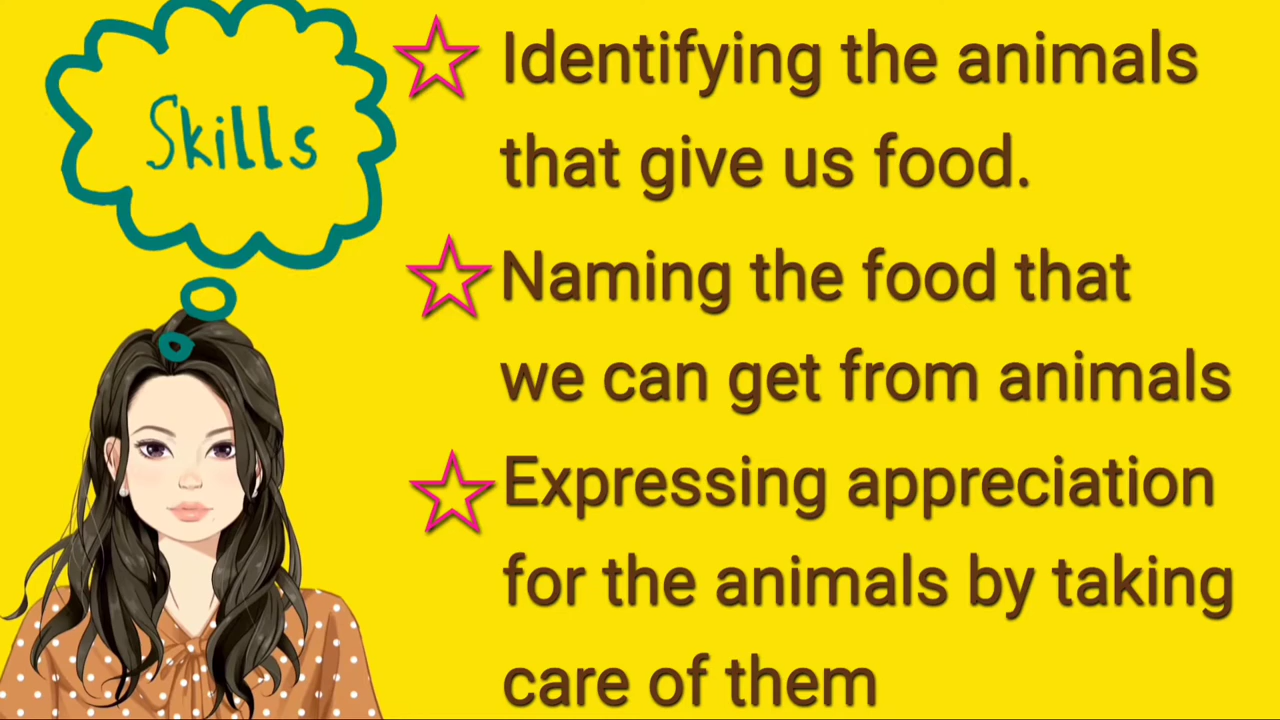 Skills
Identifying the animals
that give us food.
Naming the food that
we can get from animals
Expressing appreciation
for the animals by taking
care of them